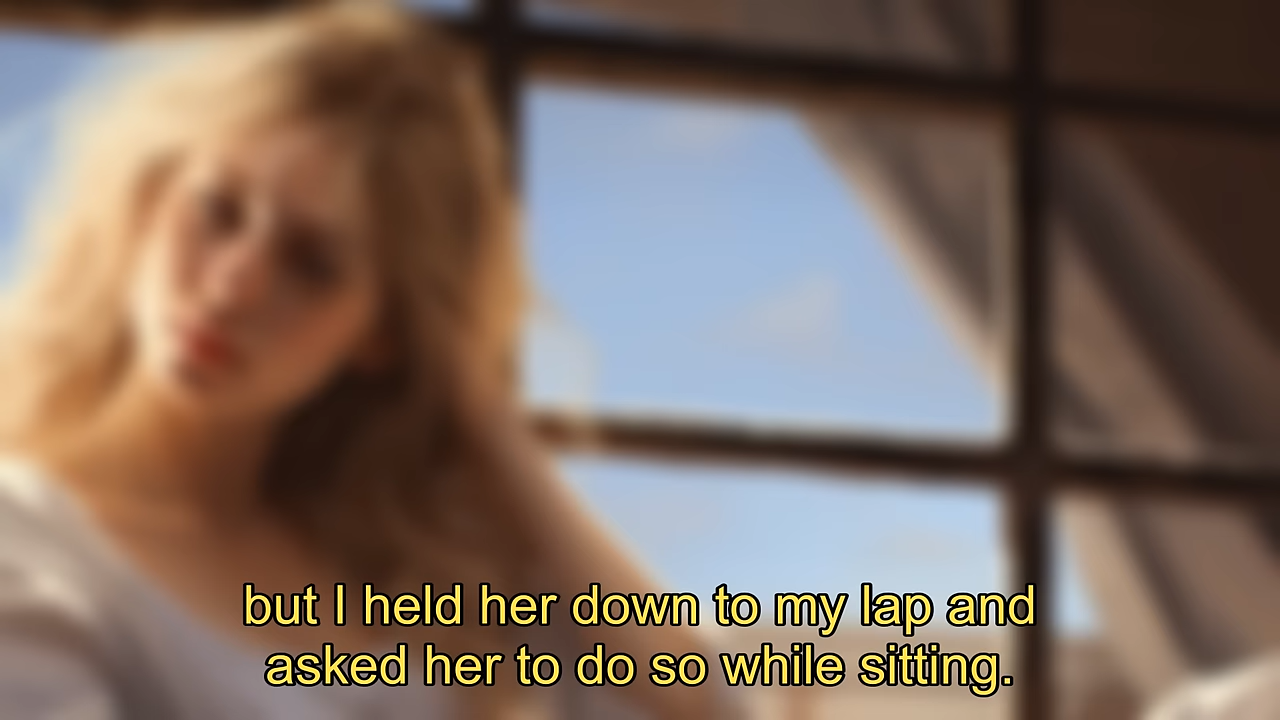 but I held her down to my lap and
asked her to do so while sitting.